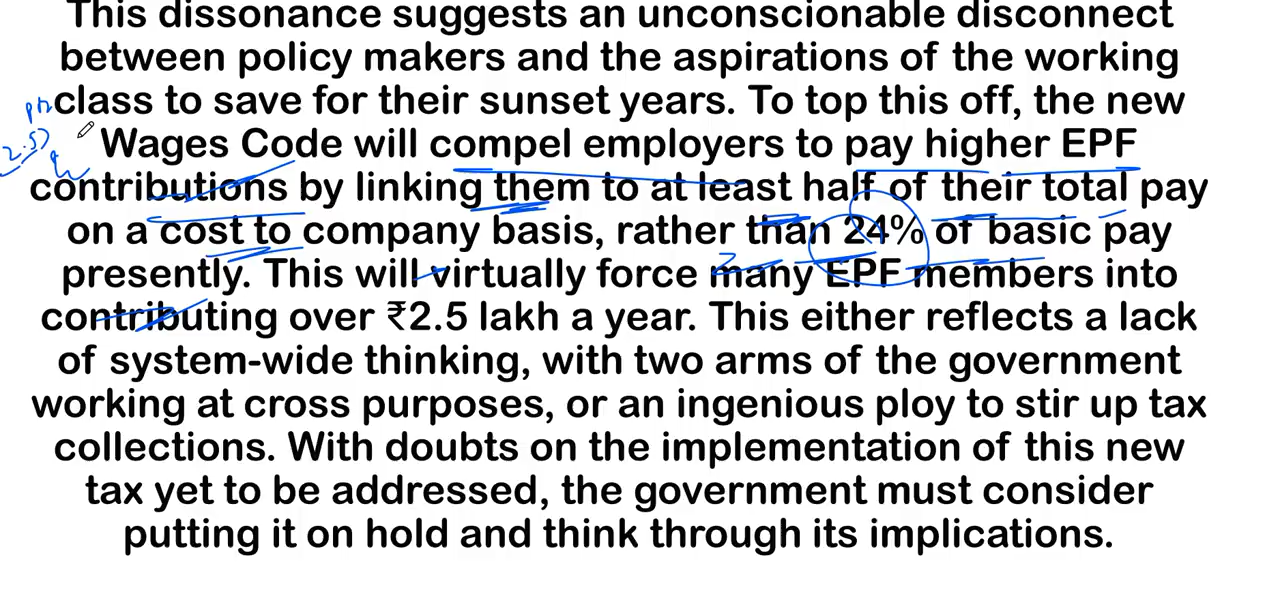 This dissonance suggests an unconscionable disconnect
between policy makers and the aspirations of the working
class to save for their sunset years. To top this off, the new
Wages Code will compel employers to pay higher EPF
contributions by linking them to at least half of their total pay
on a cost to company basis, rather than 24% of basic pay
presently. This will virtually force many EPF members into
contributing over ₹2.5 lakh a year. This either reflects a lack
of system-wide thinking, with two arms of the government
working at cross purposes, or an ingenious ploy to stir up tax
collections. With doubts on the implementation of this new
tax yet to be addressed, the government must consider
putting it on hold and think through its implications.